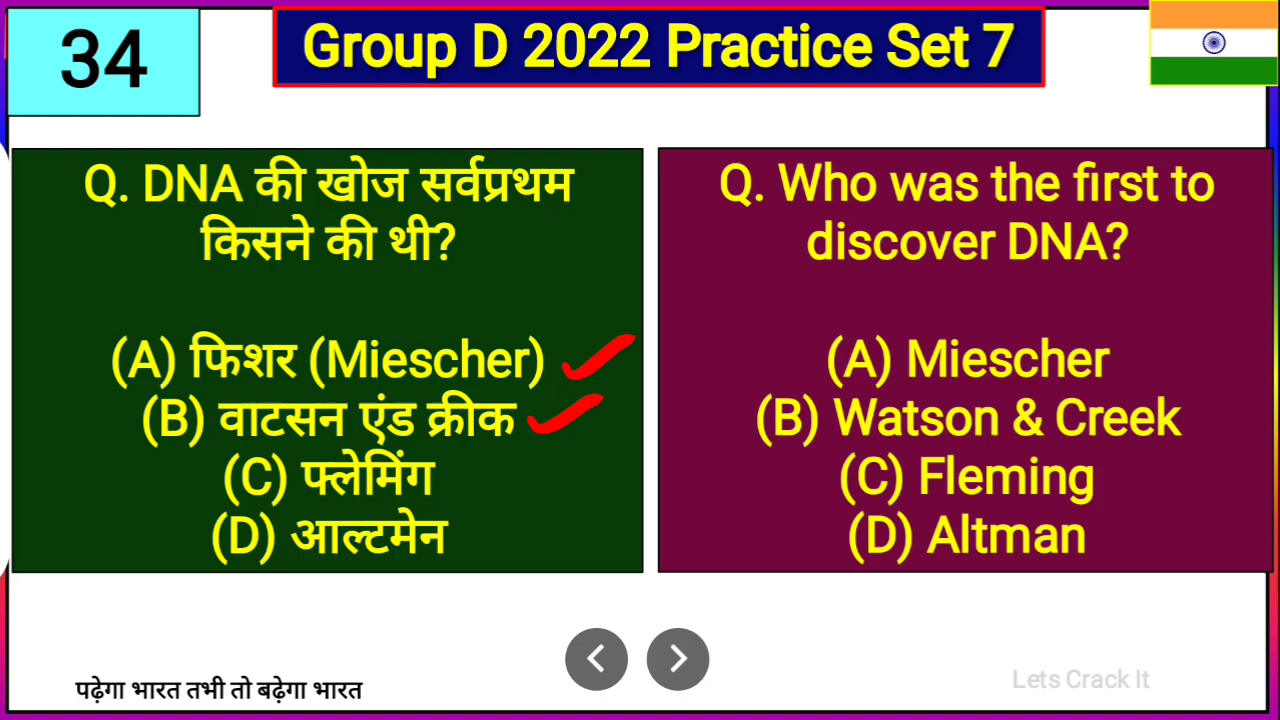 34
Group D 2022 Practice Set 7
Q. DNA की खोज सर्वप्रथम
किसने की थी?
(A) फिशर (Miescher)
(B) वाटसन एंड क्रीक
(C) फ्लेमिंग
(D) आल्टमेन
Q. Who was the first to
discover DNA?
(A) Miescher
(B) Watson & Creek
(C) Fleming
(D) Altman
पढ़ेगा भारत तभी तो बढ़ेगा भारत
Lets Crack It